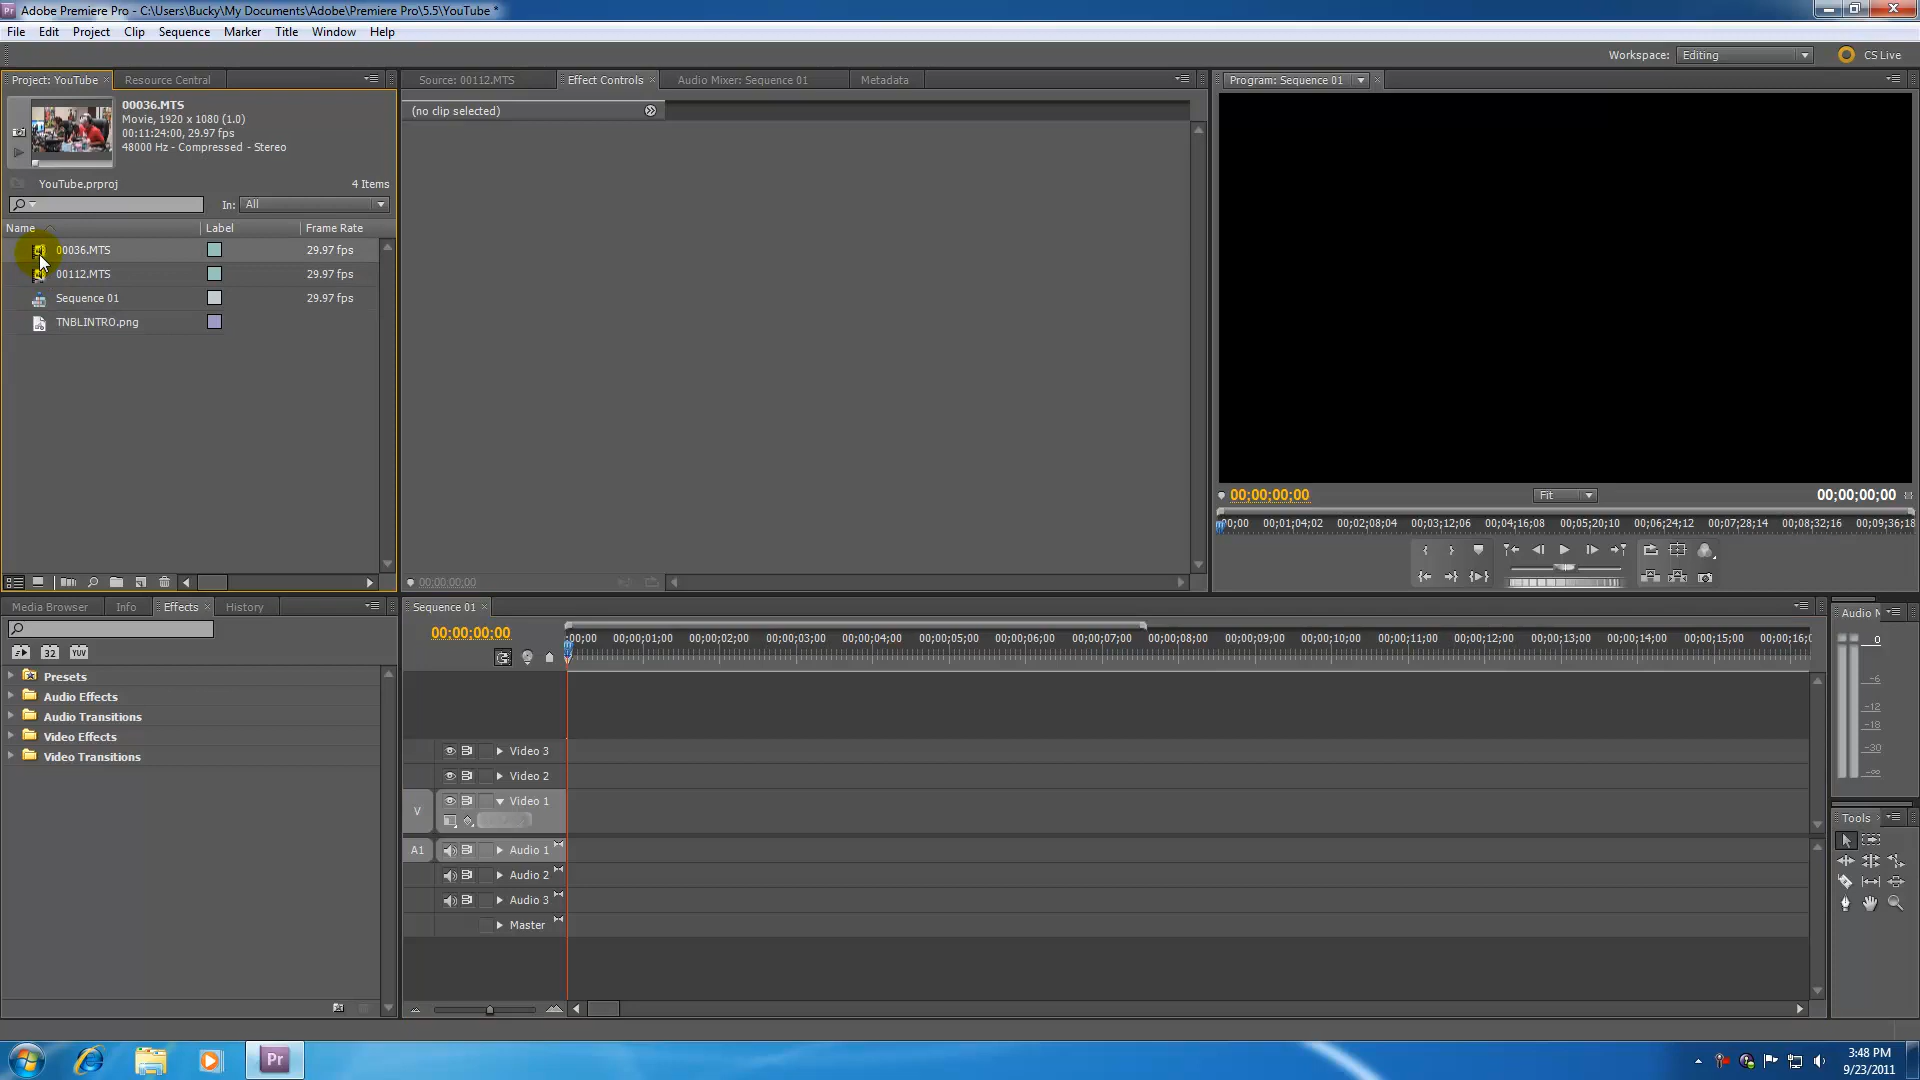 Adobe Premiere Pro - C:\Users\Bucky\My Documents\Adobe\Premiere Pro\5.5\YouTube *
File Edit Project Clip Sequence Marker Title Window Help
Workspace: Editing CS Live
Project: YouTube Resource Central
00036.MTS
Movie, 1920 x 1080 (1.0)
00:11:24:00, 29.97 fps
48000 Hz - Compressed - Stereo
YouTube.prproj 4 Items
In: All
Name Label Frame Rate
00036.MTS 29.97 fps
00112.MTS 29.97 fps
Sequence 01 29.97 fps
TNBLINTRO.png
Source: 00112.MTS Effect Controls Audio Mixer: Sequence 01 Metadata
(no clip selected)
00;00;00;00
Program: Sequence 01
00;00;00;00 Fit 00;00;00;00
00;00 00;01;04;02 00;02;08;04 00;03;12;06 00;04;16;08 00;05;20;10 00;06;24;12 00;07;28;14 00;08;32;16 00;09;36;18
Media Browser Info Effects History
32 YUV
Presets
Audio Effects
Audio Transitions
Video Effects
Video Transitions
Sequence 01
00;00;00;00
;00;00 00;00;01;00 00;00;02;00 00;00;03;00 00;00;04;00 00;00;05;00 00;00;06;00 00;00;07;00 00;00;08;00 00;00;09;00 00;00;10;00 00;00;11;00 00;00;12;00 00;00;13;00 00;00;14;00 00;00;15;00 00;00;16;0
Video 3
Video 2
V Video 1
A1 Audio 1
Audio 2
Audio 3
Master
Audio M
0
-6
-12
-18
-30
-∞
Tools
Pr
3:48 PM
9/23/2011